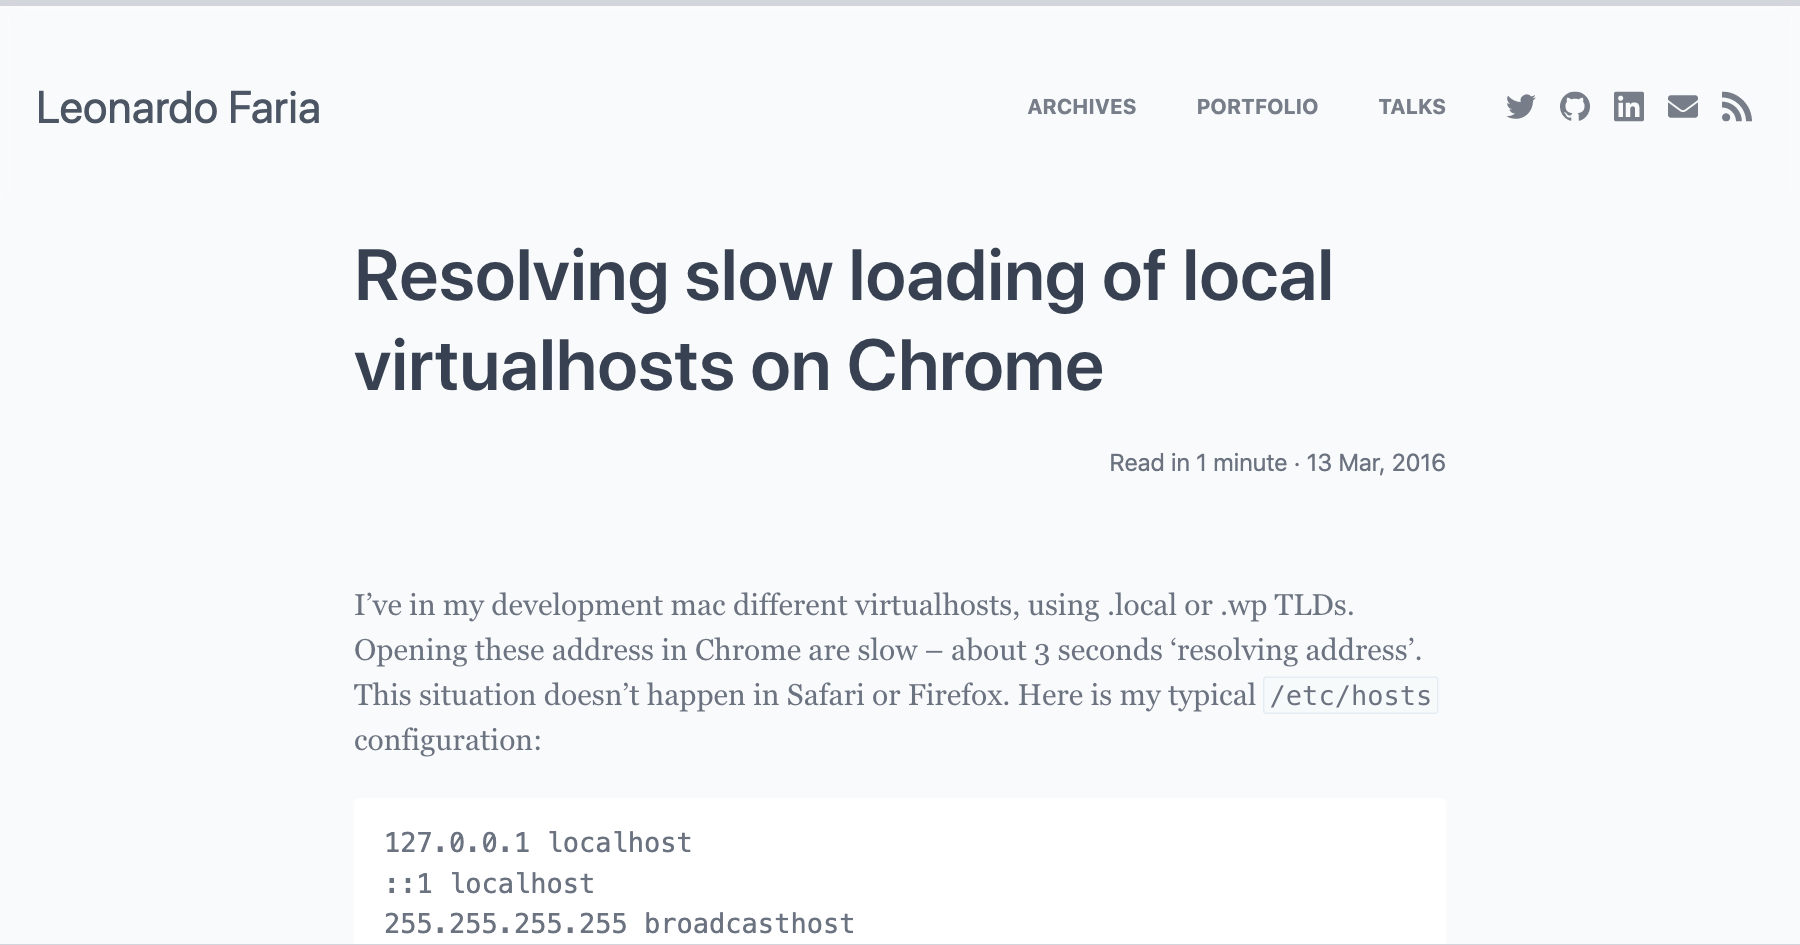 Leonardo Faria
ARCHIVES PORTFOLIO TALKS
Resolving slow loading of local
virtualhosts on Chrome
Read in 1 minute · 13 Mar, 2016
I’ve in my development mac different virtualhosts, using .local or .wp TLDs.
Opening these address in Chrome are slow – about 3 seconds ‘resolving address’.
This situation doesn’t happen in Safari or Firefox. Here is my typical /etc/hosts
configuration:
127.0.0.1 localhost
::1 localhost
255.255.255.255 broadcasthost